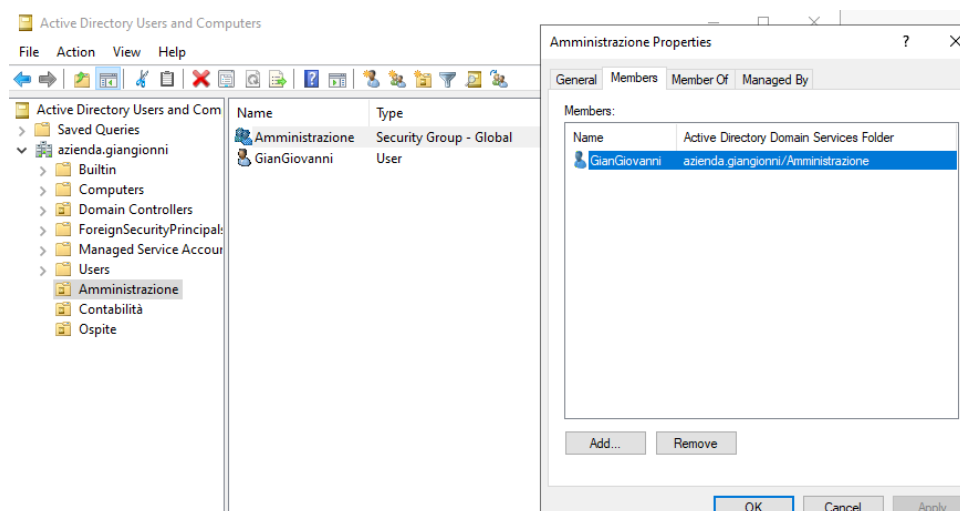 Active Directory Users and Computers
File Action View Help
Active Directory Users and Com
Saved Queries
azienda.giangionni
Builtin
Computers
Domain Controllers
ForeignSecurityPrincipals
Managed Service Accour
Users
Amministrazione
Contabilità
Ospite
Name Type
Amministrazione Security Group - Global
GianGiovanni User
Amministrazione Properties
General Members Member Of Managed By
Members:
Name Active Directory Domain Services Folder
GianGiovanni azienda.giangionni/Amministrazione
Add... Remove
OK Cancel Apply